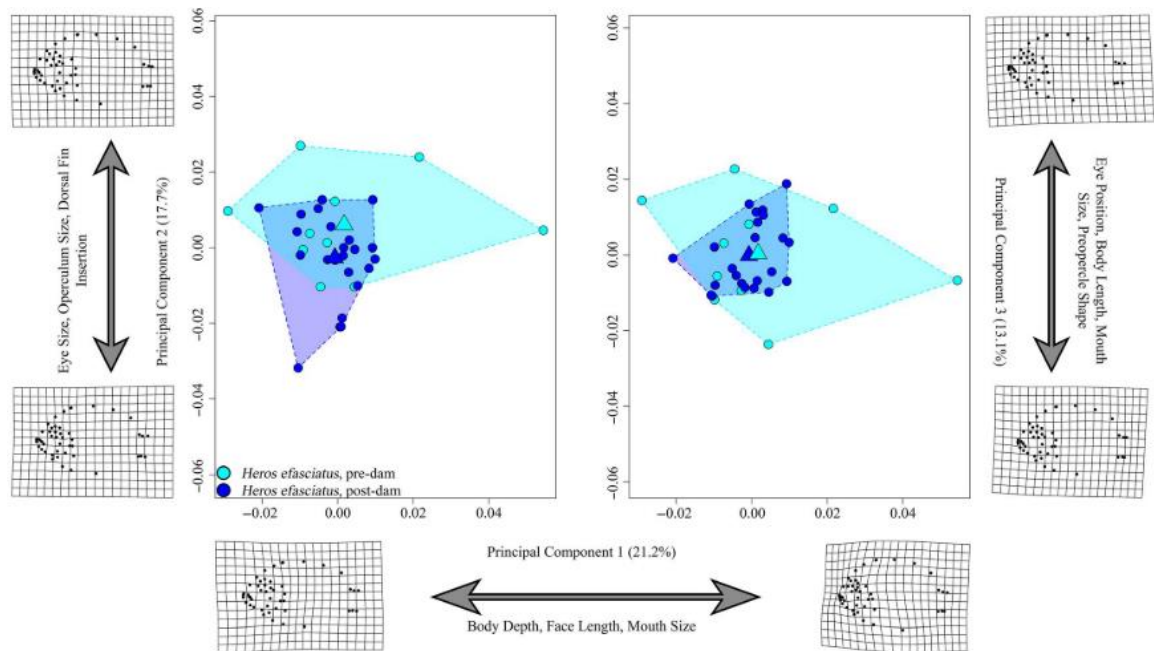 0.06
0.04
0.02
0.00
−0.02
−0.04
−0.06
Eye Size, Operculum Size, Dorsal Fin
Insertion
Principal Component 2 (17.7%)
Heros efasciatus, pre-dam
Heros efasciatus, post-dam
−0.02
0.00
0.02
0.04
0.06
0.04
0.02
0.00
−0.02
−0.04
−0.06
−0.02
0.00
0.02
0.04
Principal Component 3 (13.1%)
Eye Position, Body Length, Mouth
Size, Preopercle Shape
Principal Component 1 (21.2%)
Body Depth, Face Length, Mouth Size